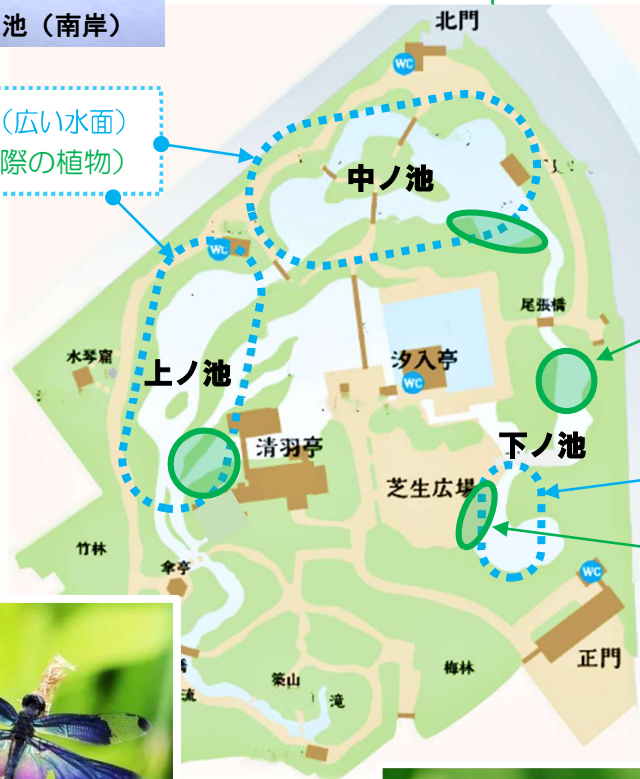 池（南岸）
北門
WC
（広い水面）
際の植物）
中ノ池
WC
尾張橋
水琴窟
上ノ池
汐入亭
WC
清羽亭
下ノ池
芝生広場
竹林
傘亭
WC
正門
梅林
築山
滝
流